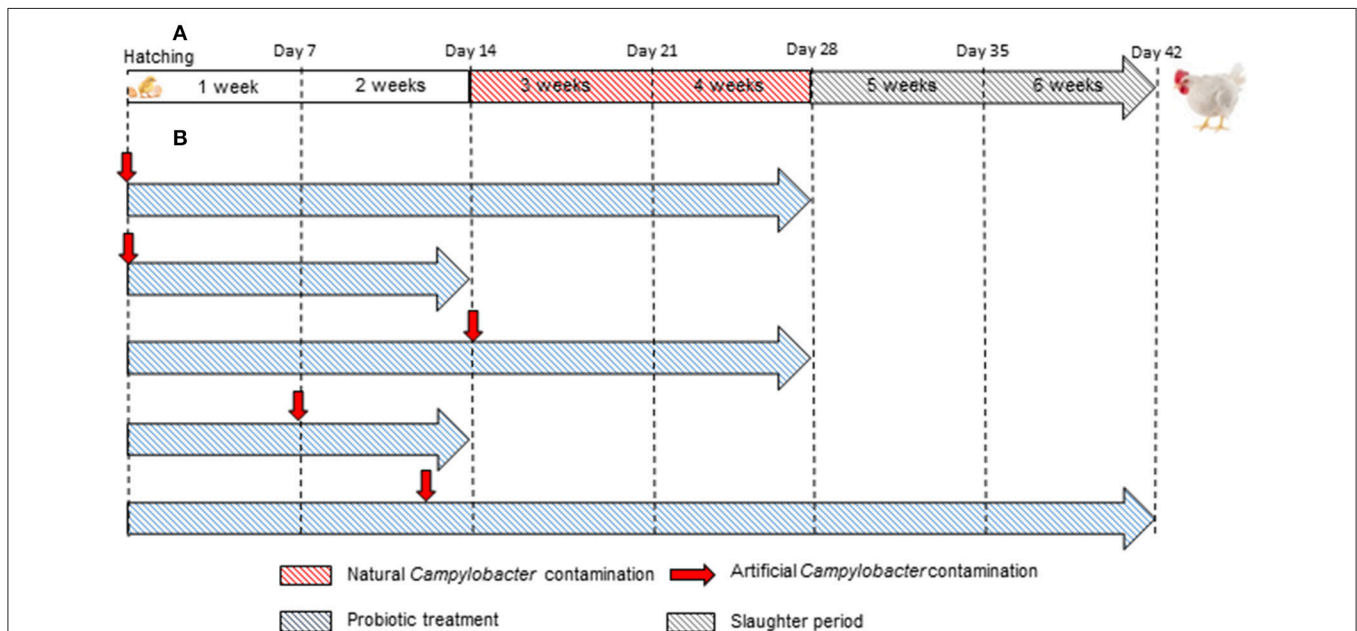 A
Hatching Day 7 Day 14 Day 21 Day 28 Day 35 Day 42
1 week 2 weeks 3 weeks 4 weeks 5 weeks 6 weeks
B
Natural Campylobacter contamination Artificial Campylobacter contamination
Probiotic treatment Slaughter period